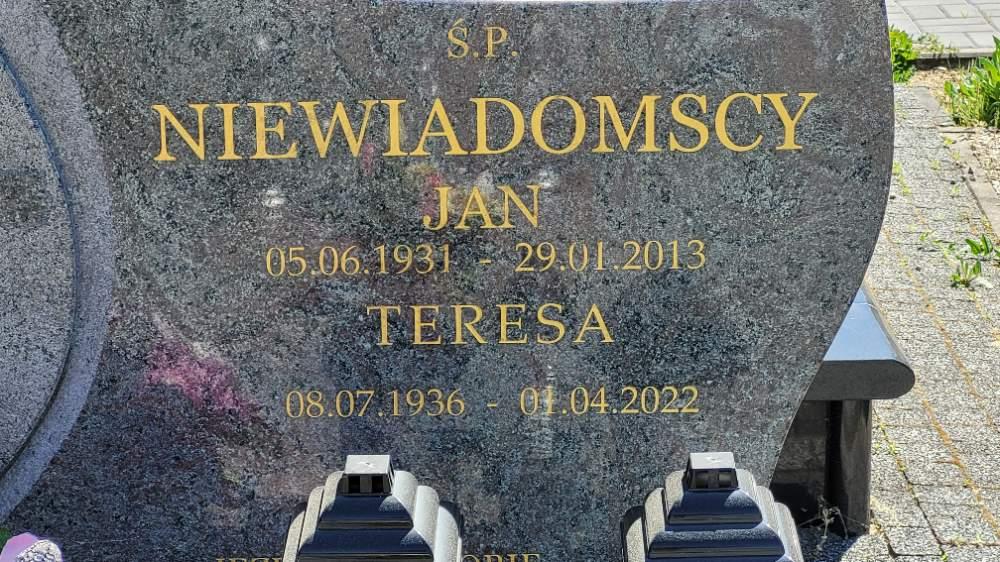 Ś.P.
NIEWIADOMSCY
JAN
05.06.1931 - 29.01.2013
TERESA
08.07.1936 - 01.04.2022